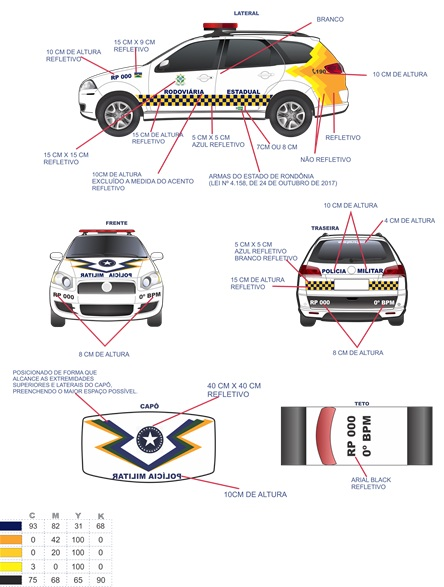 LATERAL
BRANCO
15 CM X 9 CM
REFLETIVO
10 CM DE ALTURA
REFLETIVO
RP 000
190
10 CM DE ALTURA
RODOVIÁRIA
ESTADUAL
15 CM DE ALTURA
REFLETIVO
5 CM X 5 CM
AZUL REFLETIVO
7CM OU 8 CM
REFLETIVO
15 CM X 15 CM
REFLETIVO
NÃO REFLETIVO
10CM DE ALTURA
EXCLUÍDO A MEDIDA DO ACENTO
REFLETIVO
ARMAS DO ESTADO DE RONDÔNIA
(LEI Nº 4.158, DE 24 DE OUTUBRO DE 2017)
10 CM DE ALTURA
FRENTE
TRASEIRA
4 CM DE ALTURA
5 CM X 5 CM
AZUL REFLETIVO
BRANCO REFLETIVO
POLÍCIA MILITAR
POLÍCIA MILITAR
15 CM DE ALTURA
REFLETIVO
RP 000
0º BPM
RP 000
0º BPM
8 CM DE ALTURA
8 CM DE ALTURA
POSICIONADO DE FORMA QUE
ALCANCE AS EXTREMIDADES
SUPERIORES E LATERAIS DO CAPÔ,
PREENCHENDO O MAIOR ESPAÇO POSSÍVEL.
40 CM X 40 CM
REFLETIVO
CAPÔ
TETO
RP 000
0º BPM
POLÍCIA MILITAR
ARIAL BLACK
REFLETIVO
10CM DE ALTURA
C M Y K
93 82 31 68
0 42 100 0
0 20 100 0
3 0 100 0
75 68 65 90